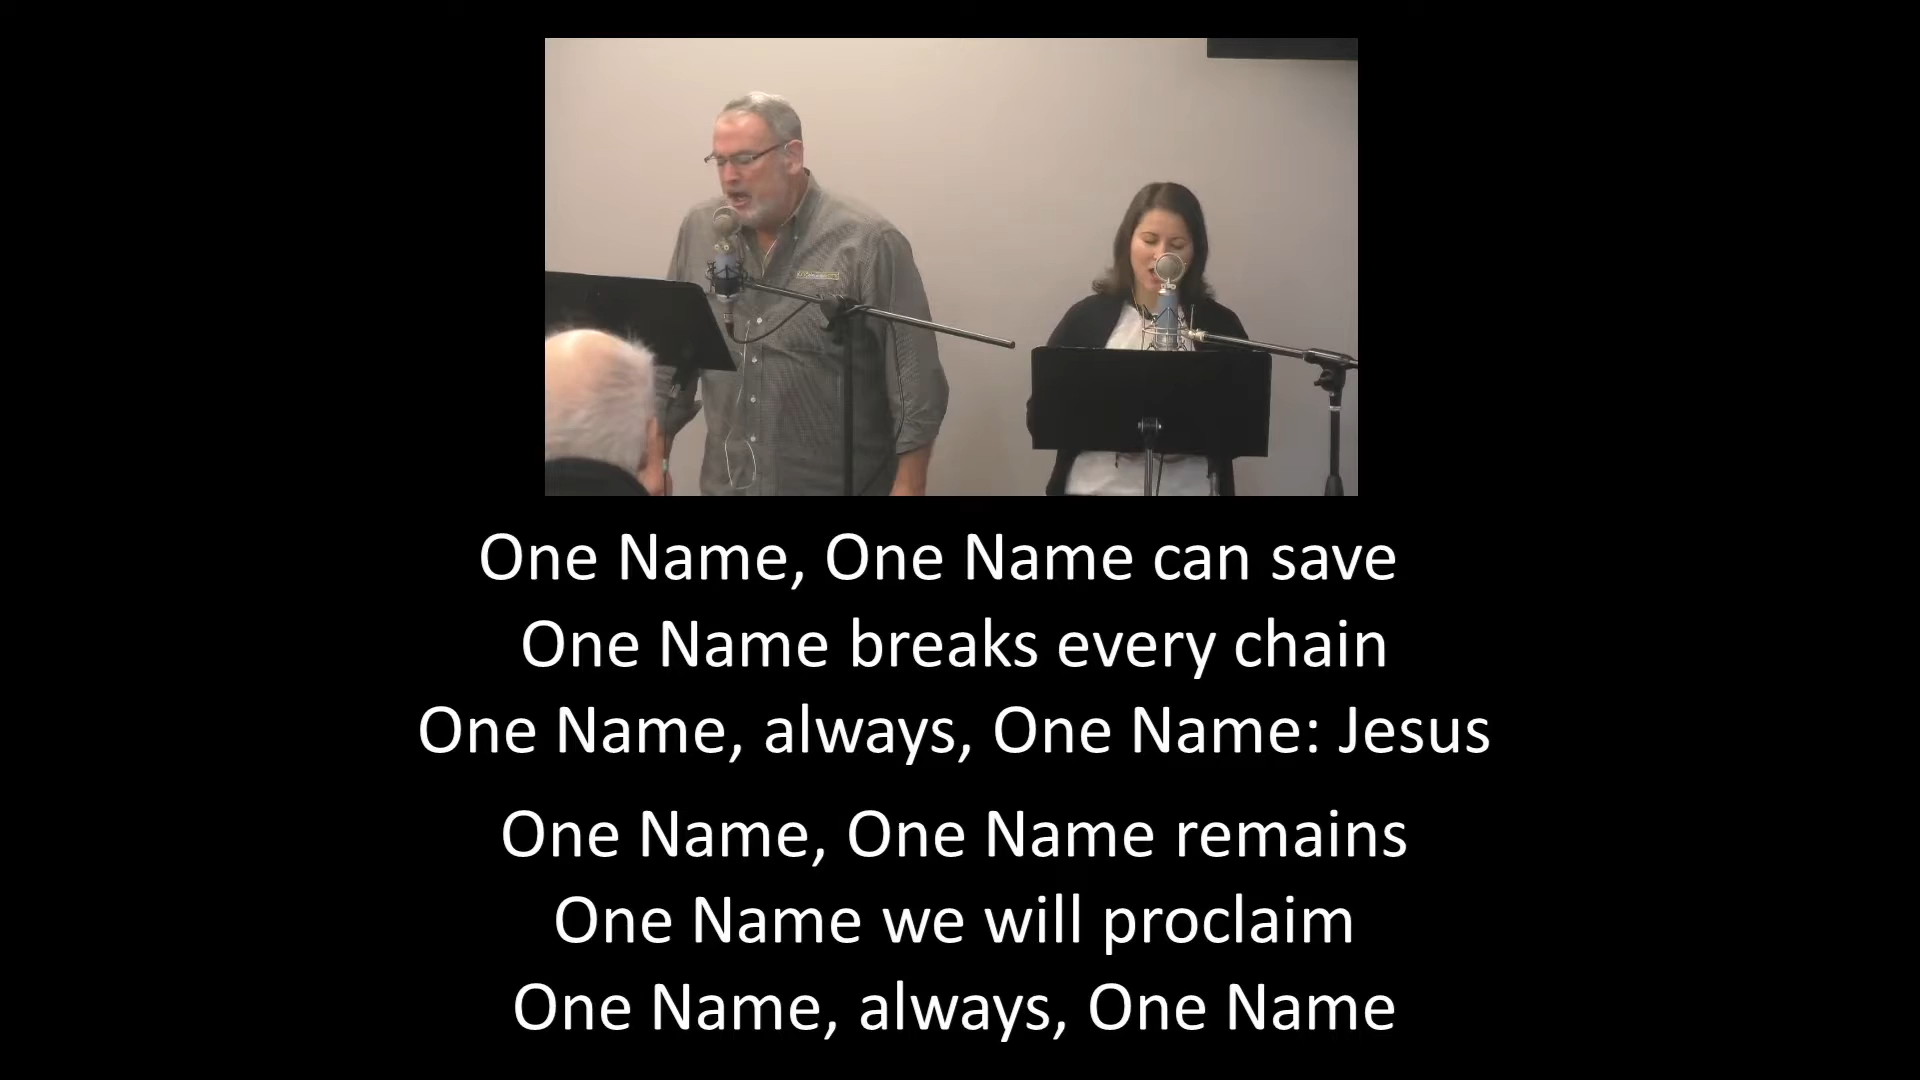 One Name, One Name can save
One Name breaks every chain
One Name, always, One Name: Jesus
One Name, One Name remains
One Name we will proclaim
One Name, always, One Name